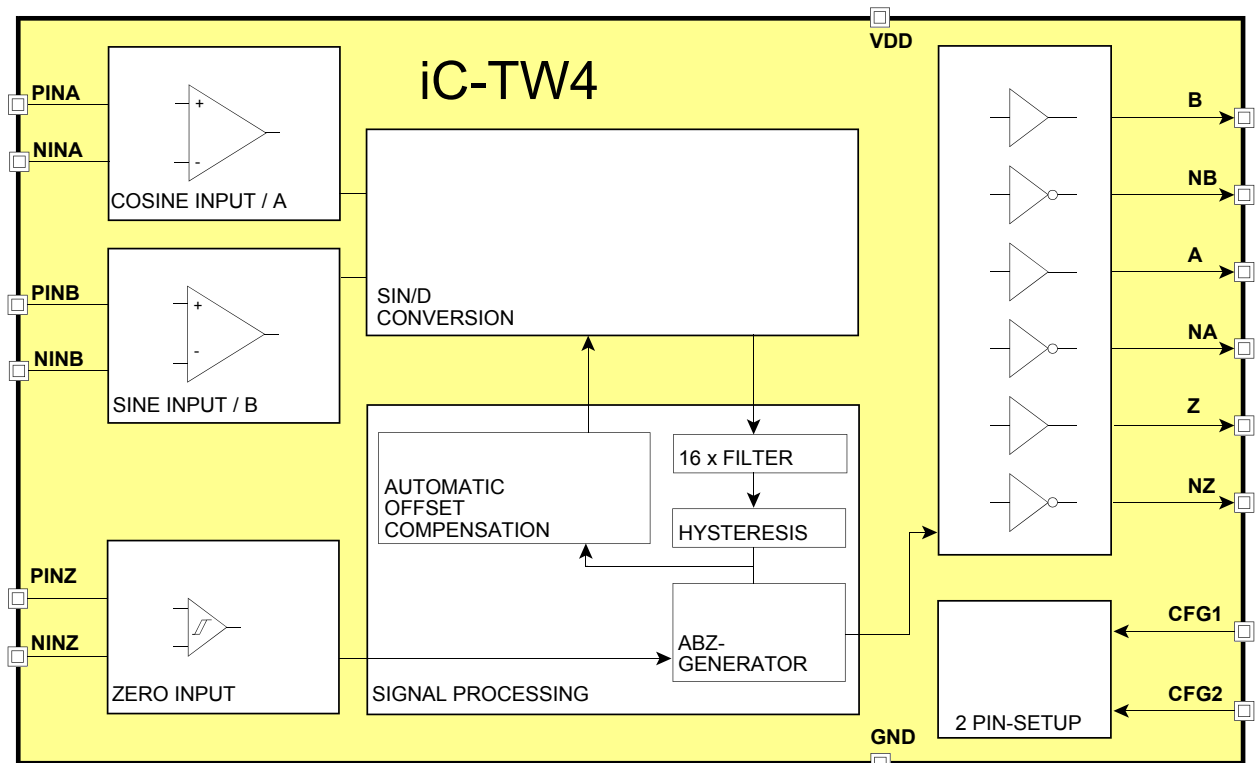 iC-TW4
VDD
PINA
+
NINA
-
COSINE INPUT / A
PINB
+
NINB
-
SINE INPUT / B
SIN/D
CONVERSION
AUTOMATIC
OFFSET
COMPENSATION
16 x FILTER
HYSTERESIS
ABZ-
GENERATOR
SIGNAL PROCESSING
PINZ
NINZ
ZERO INPUT
B
NB
A
NA
Z
NZ
CFG1
CFG2
2 PIN-SETUP
GND